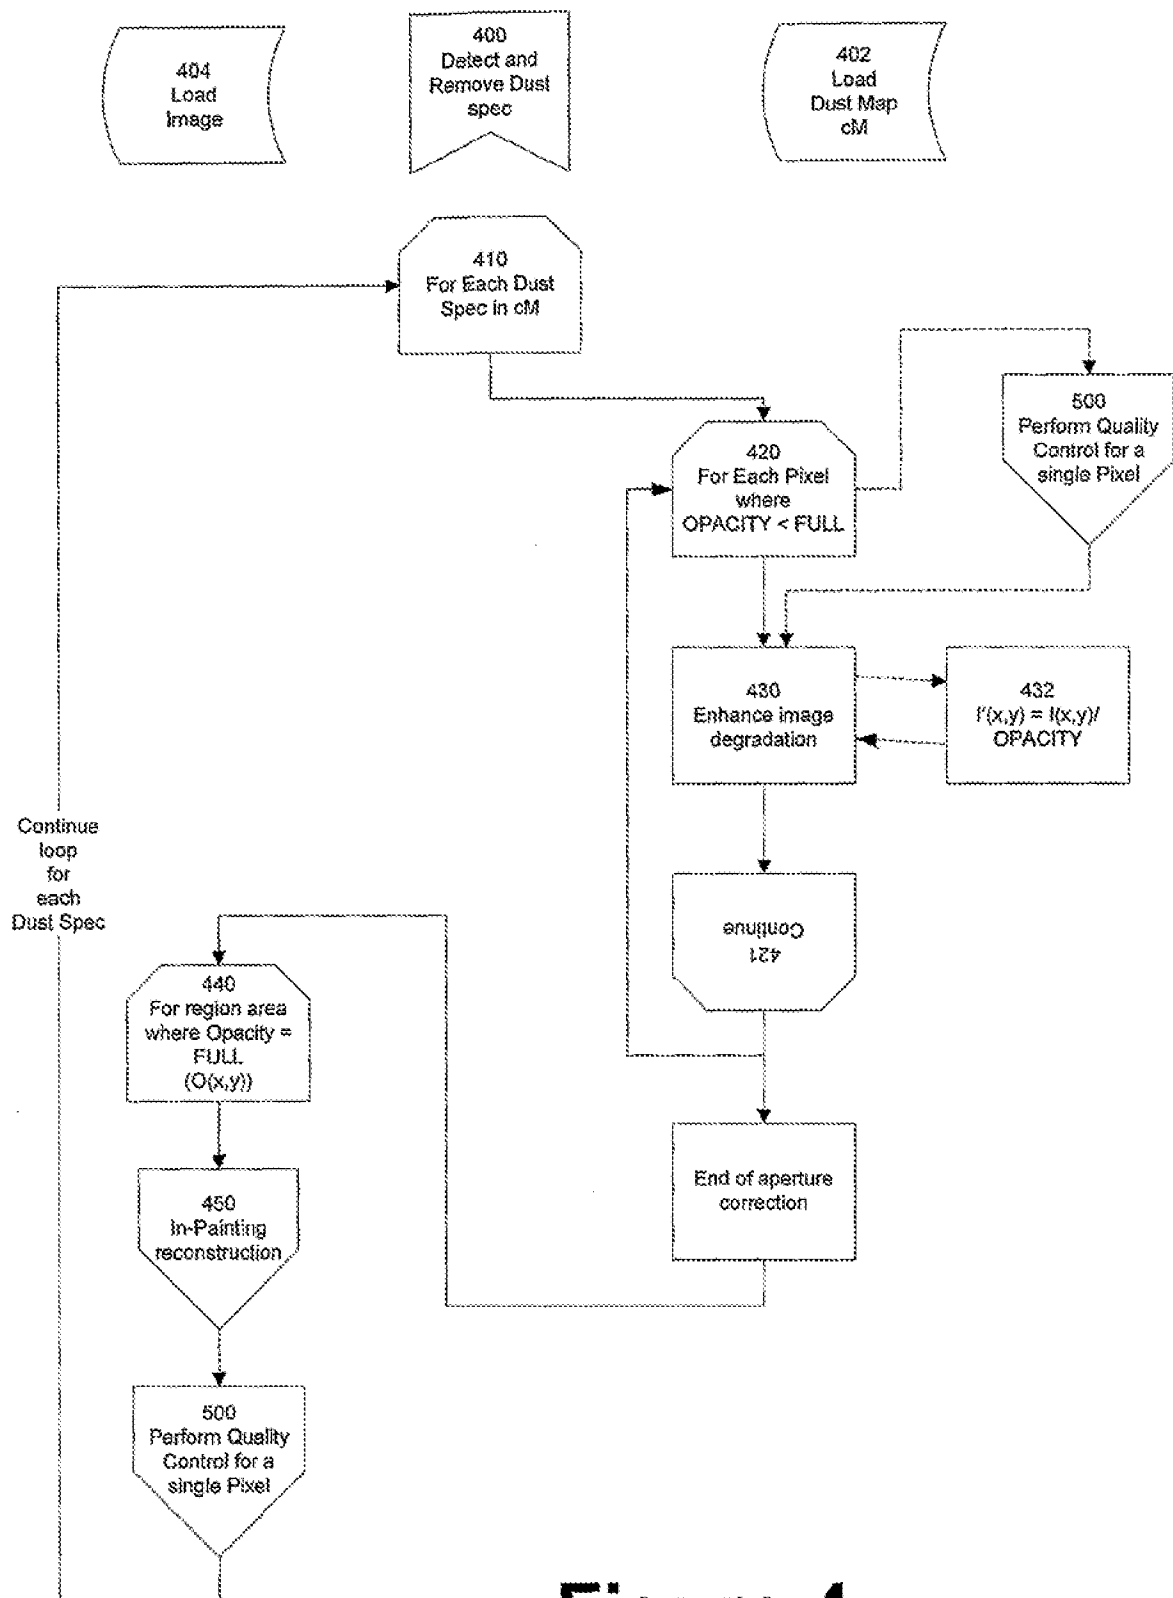 404
Load
Image
400
Detect and
Remove Dust
spec
402
Load
Dust Map
cM
410
For Each Dust
Spec in cM
500
Perform Quality
Control for a
single Pixel
420
For Each Pixel
where
OPACITY < FULL
430
Enhance image
degradation
432
I'(x,y) = I(x,y)/
OPACITY
Continue
loop
for
each
Dust Spec
421
Continue
440
For region area
where Opacity =
FULL
(O(x,y))
End of aperture
correction
450
In-Painting
reconstruction
500
Perform Quality
Control for a
single Pixel